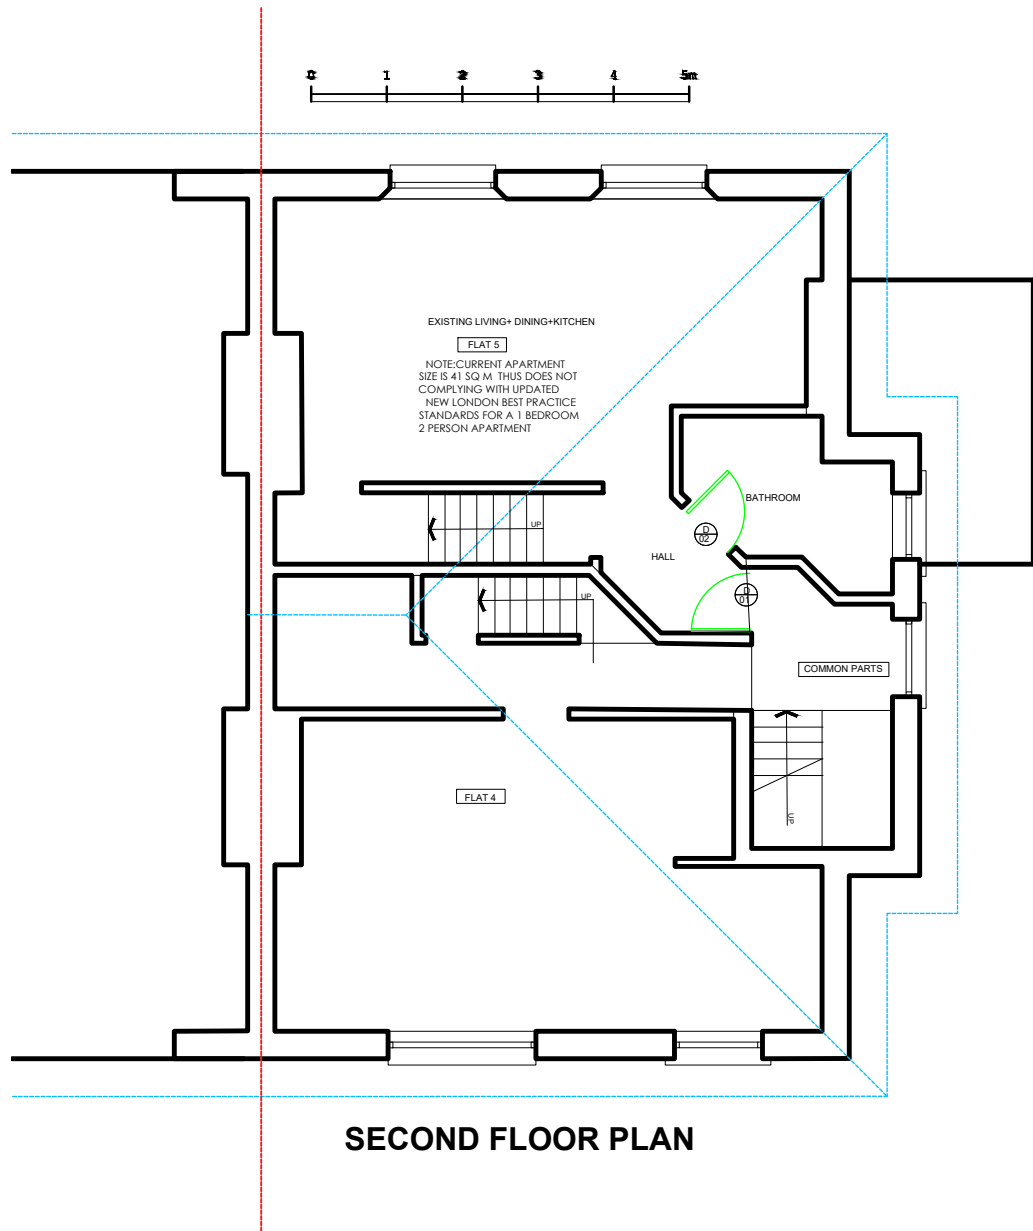 0 1 2 3 4 5m
EXISTING LIVING+ DINING+KITCHEN
FLAT 5
NOTE:CURRENT APARTMENT
SIZE IS 41 SQ M THUS DOES NOT
COMPLYING WITH UPDATED
NEW LONDON BEST PRACTICE
STANDARDS FOR A 1 BEDROOM
2 PERSON APARTMENT
BATHROOM
UP
D
02
HALL
D
01
UP
COMMON PARTS
FLAT 4
UP
SECOND FLOOR PLAN